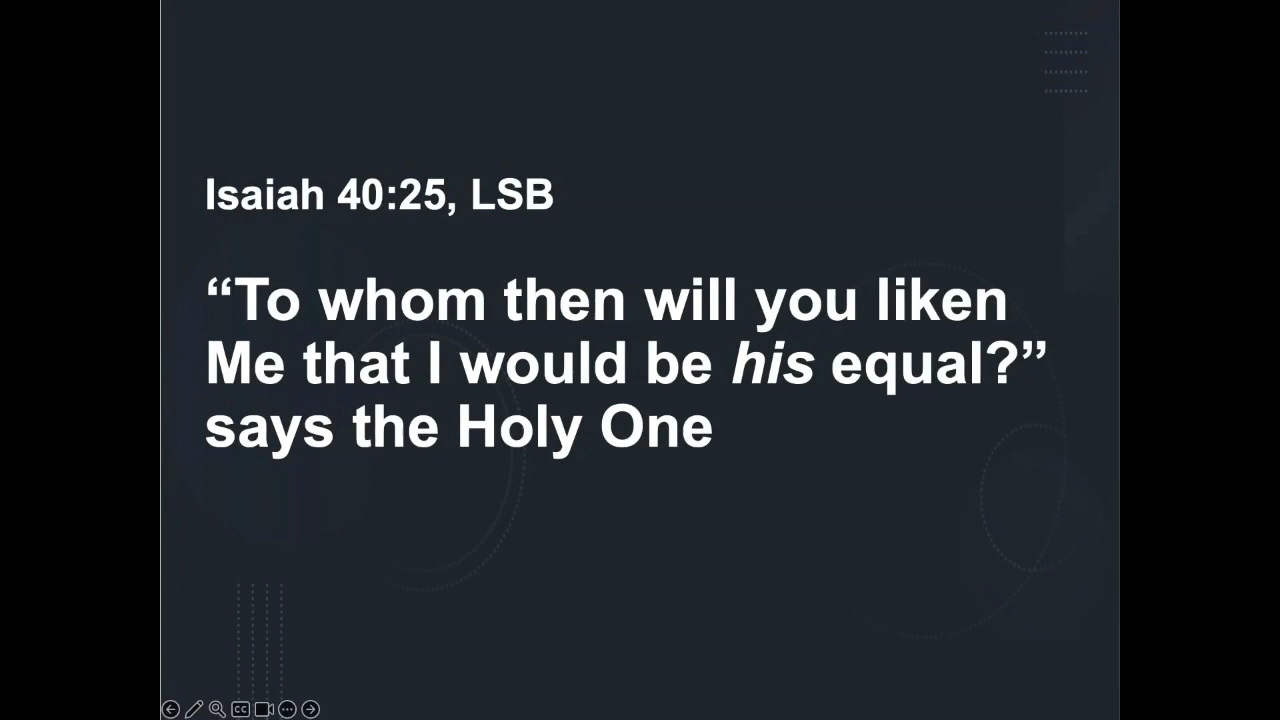 Isaiah 40:25, LSB
“To whom then will you liken
Me that I would be his equal?”
says the Holy One
CC